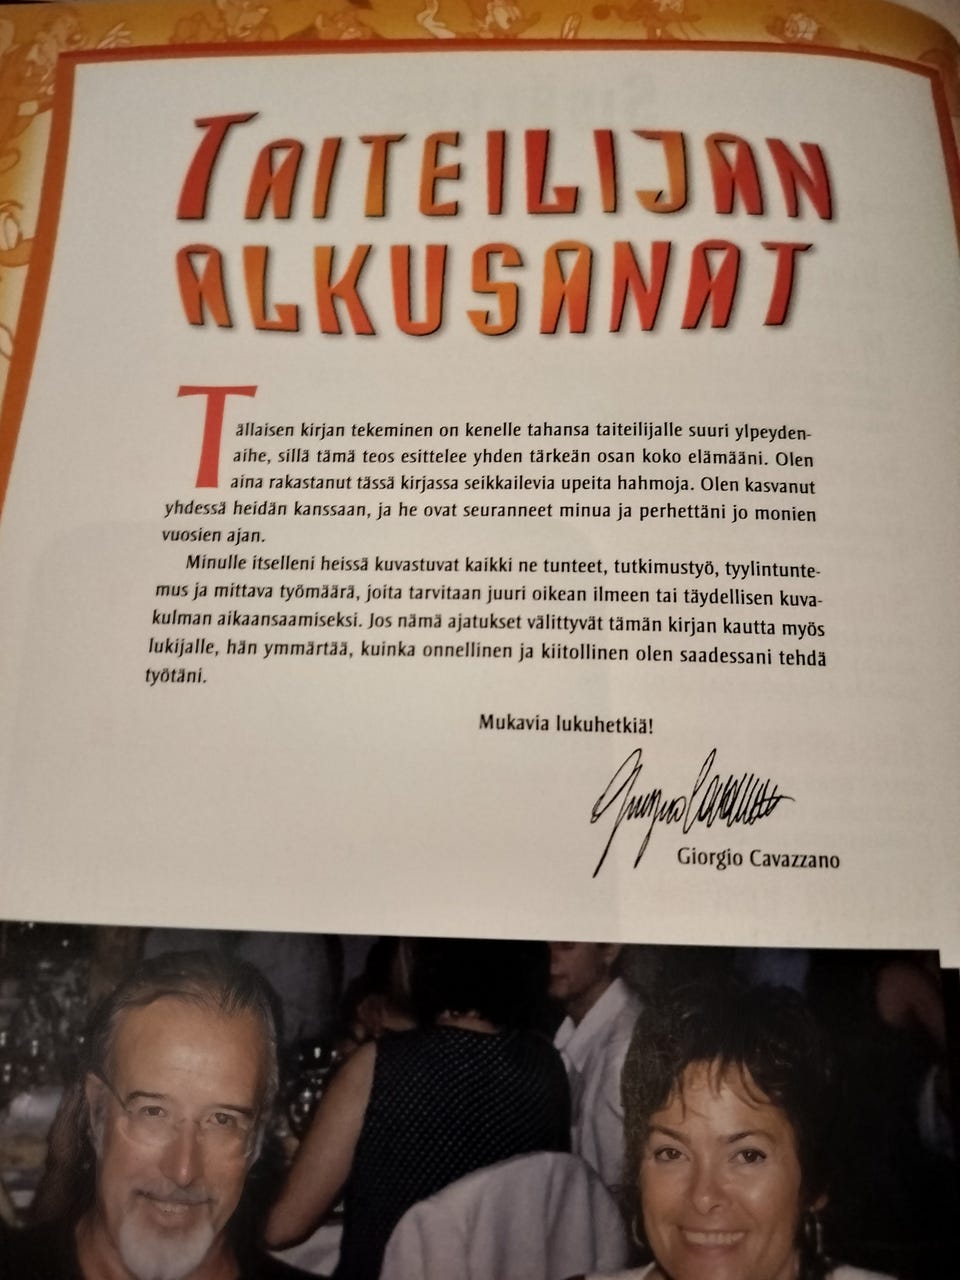 TAITEILIJAN
ALKUSANAT
Tällaisen kirjan tekeminen on kenelle tahansa taiteilijalle suuri ylpeyden-
aihe, sillä tämä teos esittelee yhden tärkeän osan koko elämääni. Olen
aina rakastanut tässä kirjassa seikkailevia upeita hahmoja. Olen kasvanut
yhdessä heidän kanssaan, ja he ovat seuranneet minua ja perhettäni jo monien
vuosien ajan.
Minulle itselleni heissä kuvastuvat kaikki ne tunteet, tutkimustyö, tyylintunte-
mus ja mittava työmäärä, joita tarvitaan juuri oikean ilmeen tai täydellisen kuva-
kulman aikaansaamiseksi. Jos nämä ajatukset välittyvät tämän kirjan kautta myös
lukijalle, hän ymmärtää, kuinka onnellinen ja kiitollinen olen saadessani tehdä
työtäni.
Mukavia lukuhetkiä!
Giorgio Cavazzano
Giorgio Cavazzano